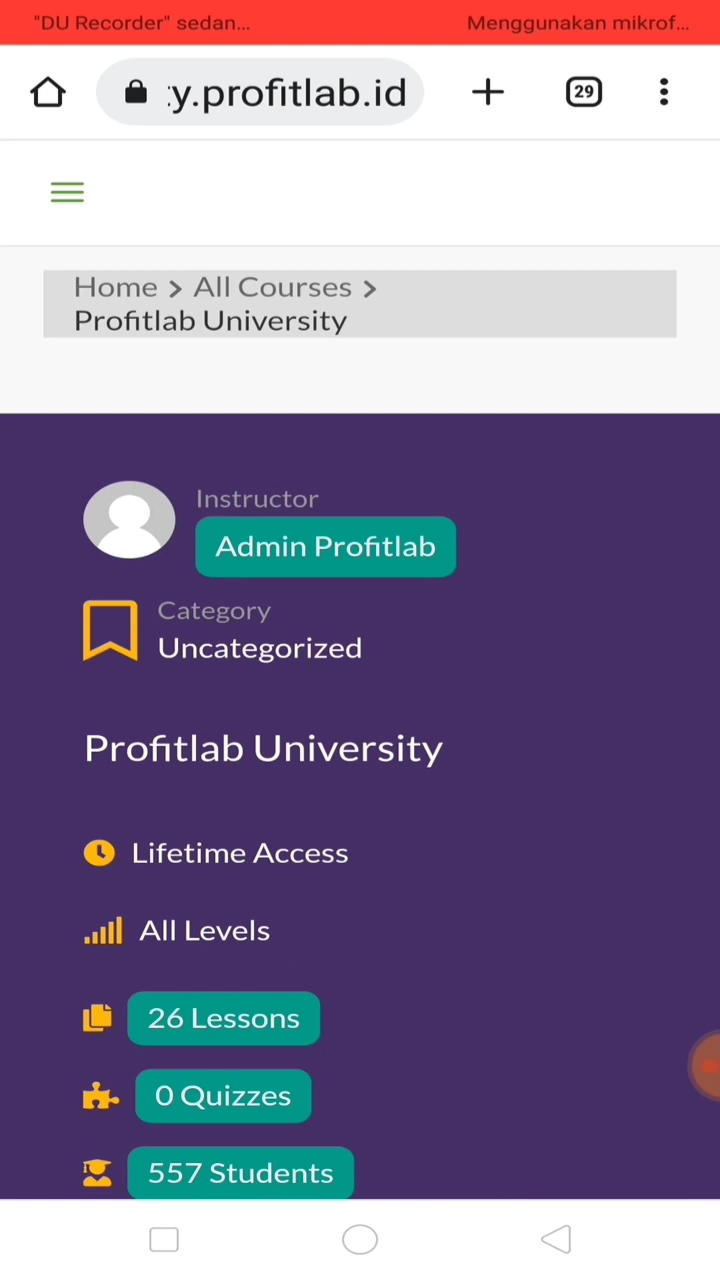 "DU Recorder" sedan... Menggunakan mikrof...
:y.profitlab.id 29
Home > All Courses >
Profitlab University
Instructor
Admin Profitlab
Category
Uncategorized
Profitlab University
Lifetime Access
All Levels
26 Lessons
0 Quizzes
557 Students